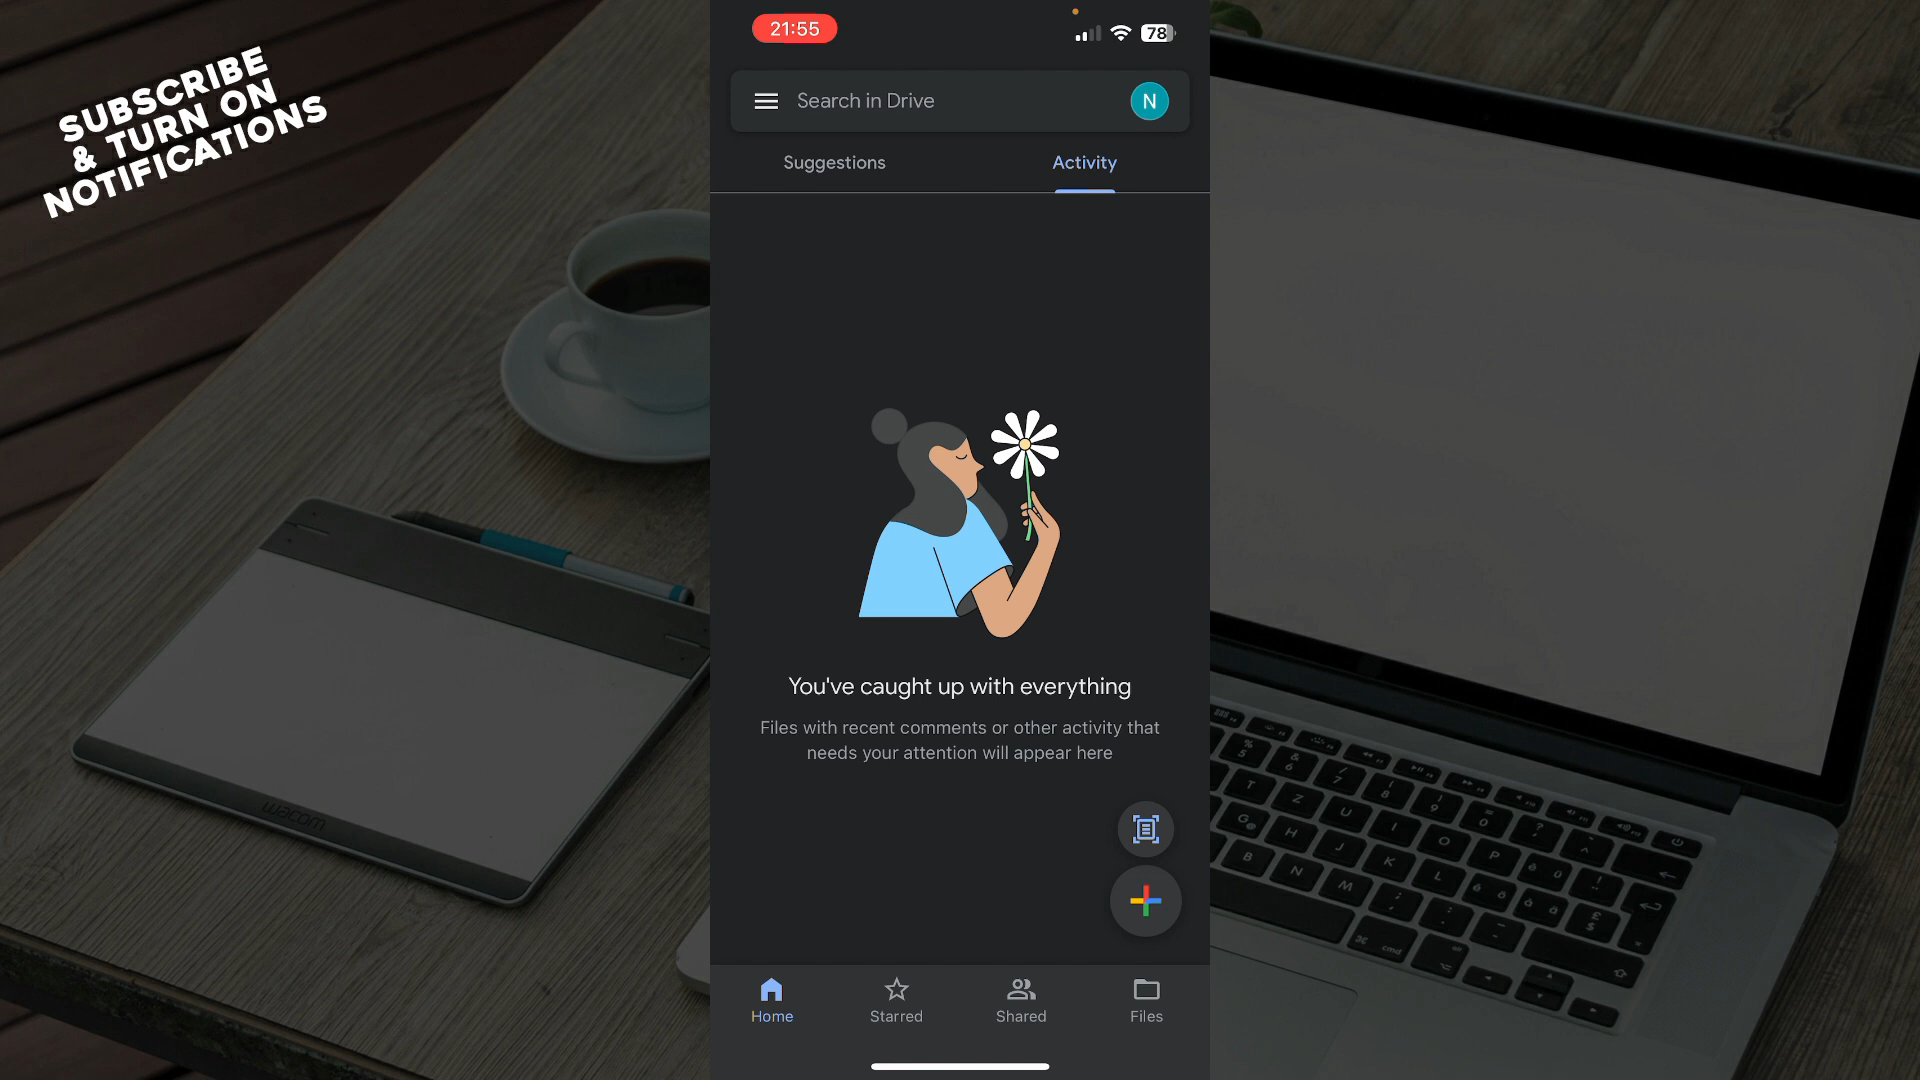 SUBSCRIBE
& TURN ON
NOTIFICATIONS
21:55
78
Search in Drive
N
Suggestions
Activity
You've caught up with everything
Files with recent comments or other activity that
needs your attention will appear here
Home
Starred
Shared
Files
wacom